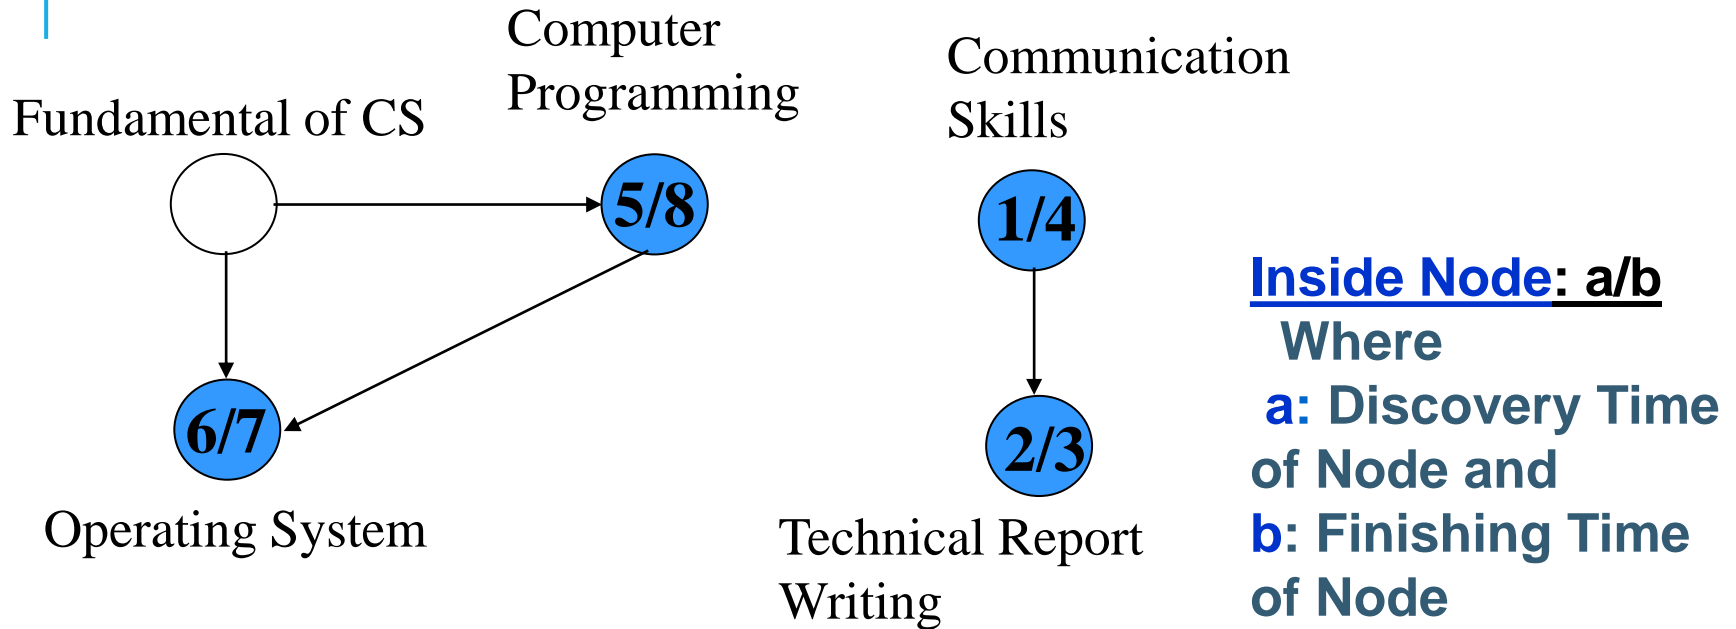 Computer
Programming
Communication
Skills
Fundamental of CS
5/8
1/4
6/7
2/3
Operating System
Technical Report
Writing
Inside Node: a/b
Where
a: Discovery Time
of Node and
b: Finishing Time
of Node